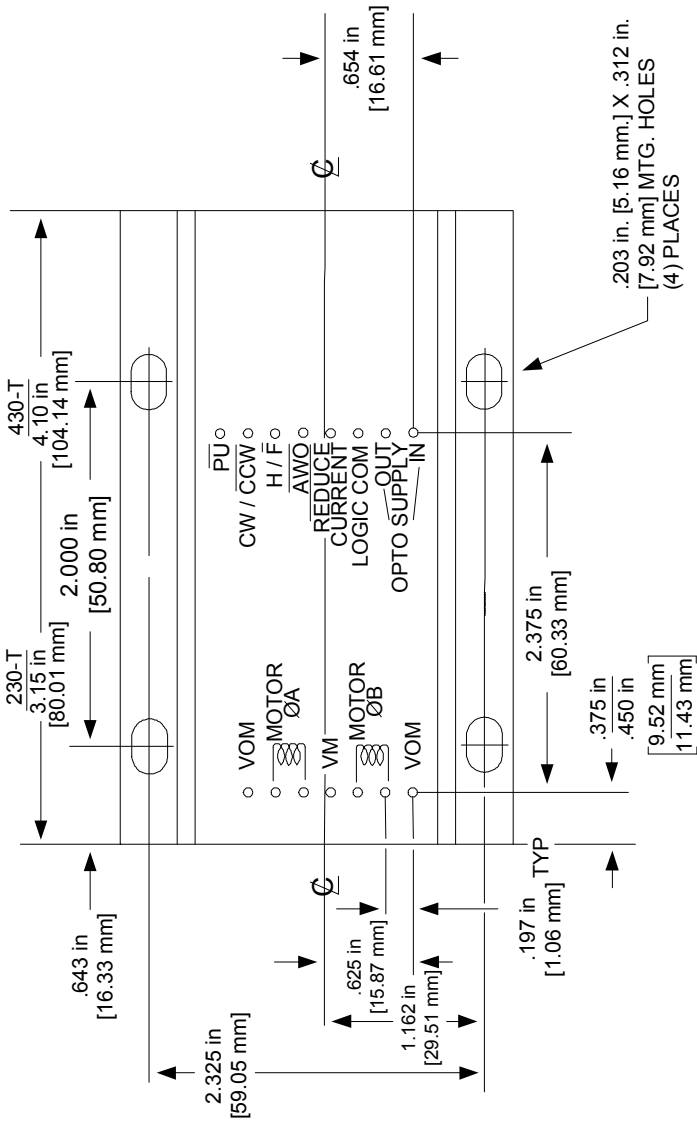 430-T
4.10 in
[104.14 mm]
230-T
3.15 in
[80.01 mm]
2.000 in
[50.80 mm]
.643 in
[16.33 mm]
.654 in
[16.61 mm]
.203 in. [5.16 mm.] X .312 in.
[7.92 mm] MTG. HOLES
(4) PLACES
PU
CW / CCW
H / F
AWO
REDUCE
CURRENT
LOGIC COM
OUT
OPTO SUPPLY
IN
VOM
MOTOR
ØA
VM
MOTOR
ØB
VOM
2.375 in
[60.33 mm]
.375 in
.450 in
[9.52 mm
11.43 mm]
TYP
.197 in
[1.06 mm]
.625 in
[15.87 mm]
1.162 in
[29.51 mm]
2.325 in
[59.05 mm]
℄
℄